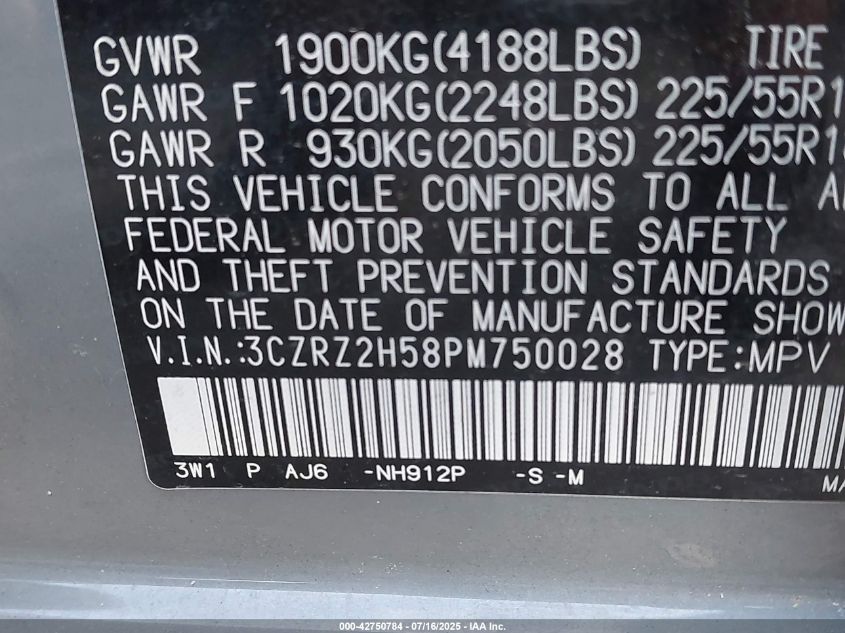 GVWR 1900KG(4188LBS) TIRE
GAWR F 1020KG(2248LBS) 225/55R1
GAWR R 930KG(2050LBS) 225/55R1
THIS VEHICLE CONFORMS TO ALL
FEDERAL MOTOR VEHICLE SAFETY
AND THEFT PREVENTION STANDARDS
ON THE DATE OF MANUFACTURE SHOW
V.I.N.:3CZRZ2H58PM750028 TYPE:MPV
3W1 P AJ6 -NH912P -S -M
000-42750784 - 07/16/2025 - IAA Inc.